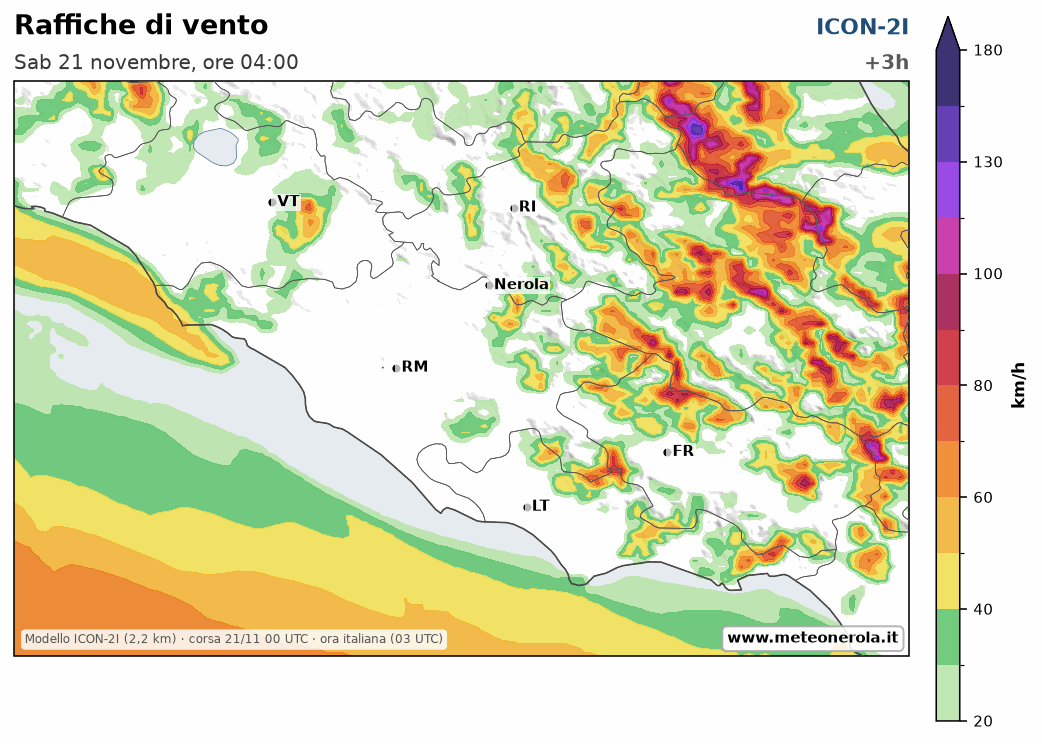 Raffiche di vento
ICON-2I
Sab 21 novembre, ore 04:00
+3h
180
130
100
80
60
40
20
km/h
VT
RI
Nerola
RM
FR
LT
Modello ICON-2I (2,2 km) · corsa 21/11 00 UTC · ora italiana (03 UTC)
www.meteonerola.it